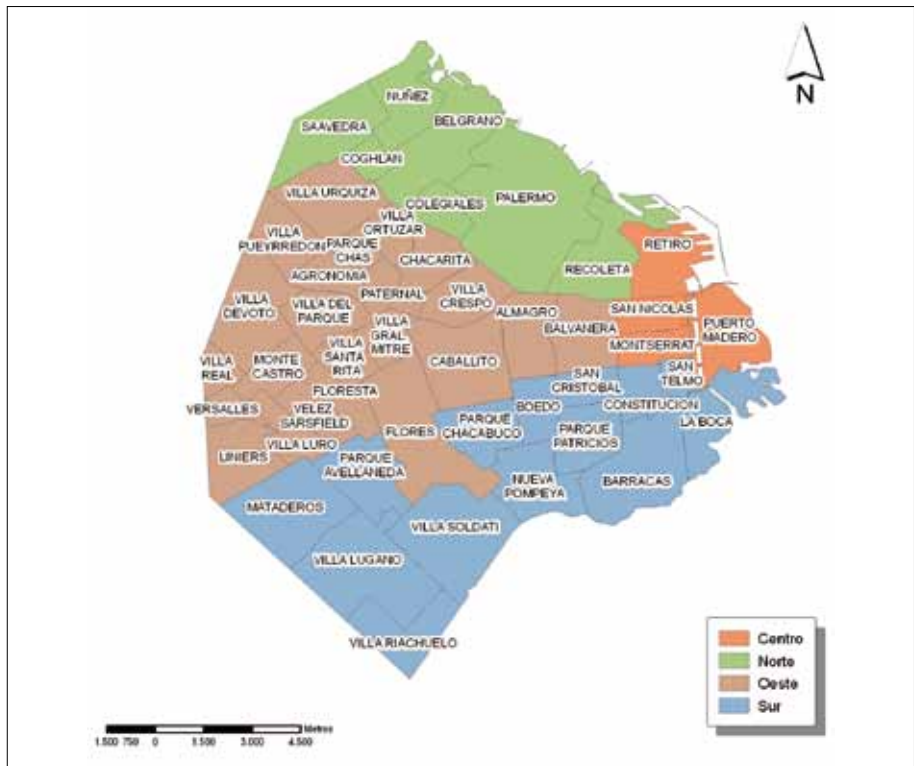 N
NUÑEZ
BELGRANO
SAAVEDRA
COGHLAN
VILLA URQUIZA
COLEGIALES
PALERMO
VILLA
ORTUZAR
VILLA
PUEYRREDON
PARQUE
CHAS
CHACARITA
RETIRO
AGRONOMIA
RECOLETA
PATERNAL
VILLA
CRESPO
VILLA
DEVOTO
VILLA DEL
PARQUE
ALMAGRO
SAN NICOLAS
PUERTO
MADERO
VILLA
GRAL
MITRE
BALVANERA
MONTSERRAT
VILLA
SANTA
RITA
VILLA
REAL
MONTE
CASTRO
CABALLITO
SAN
TELMO
SAN
CRISTOBAL
FLORESTA
VERSALLES
VELEZ
SARSFIELD
BOEDO
CONSTITUCION
LA BOCA
PARQUE
CHACABUCO
FLORES
PARQUE
PATRICIOS
VILLA LURO
LINIERS
PARQUE
AVELLANEDA
NUEVA
POMPEYA
BARRACAS
MATADEROS
VILLA SOLDATI
VILLA LUGANO
VILLA RIACHUELO
Centro
Norte
Oeste
Sur
Metros
1.500 750 0 1.500 3.000 4.500